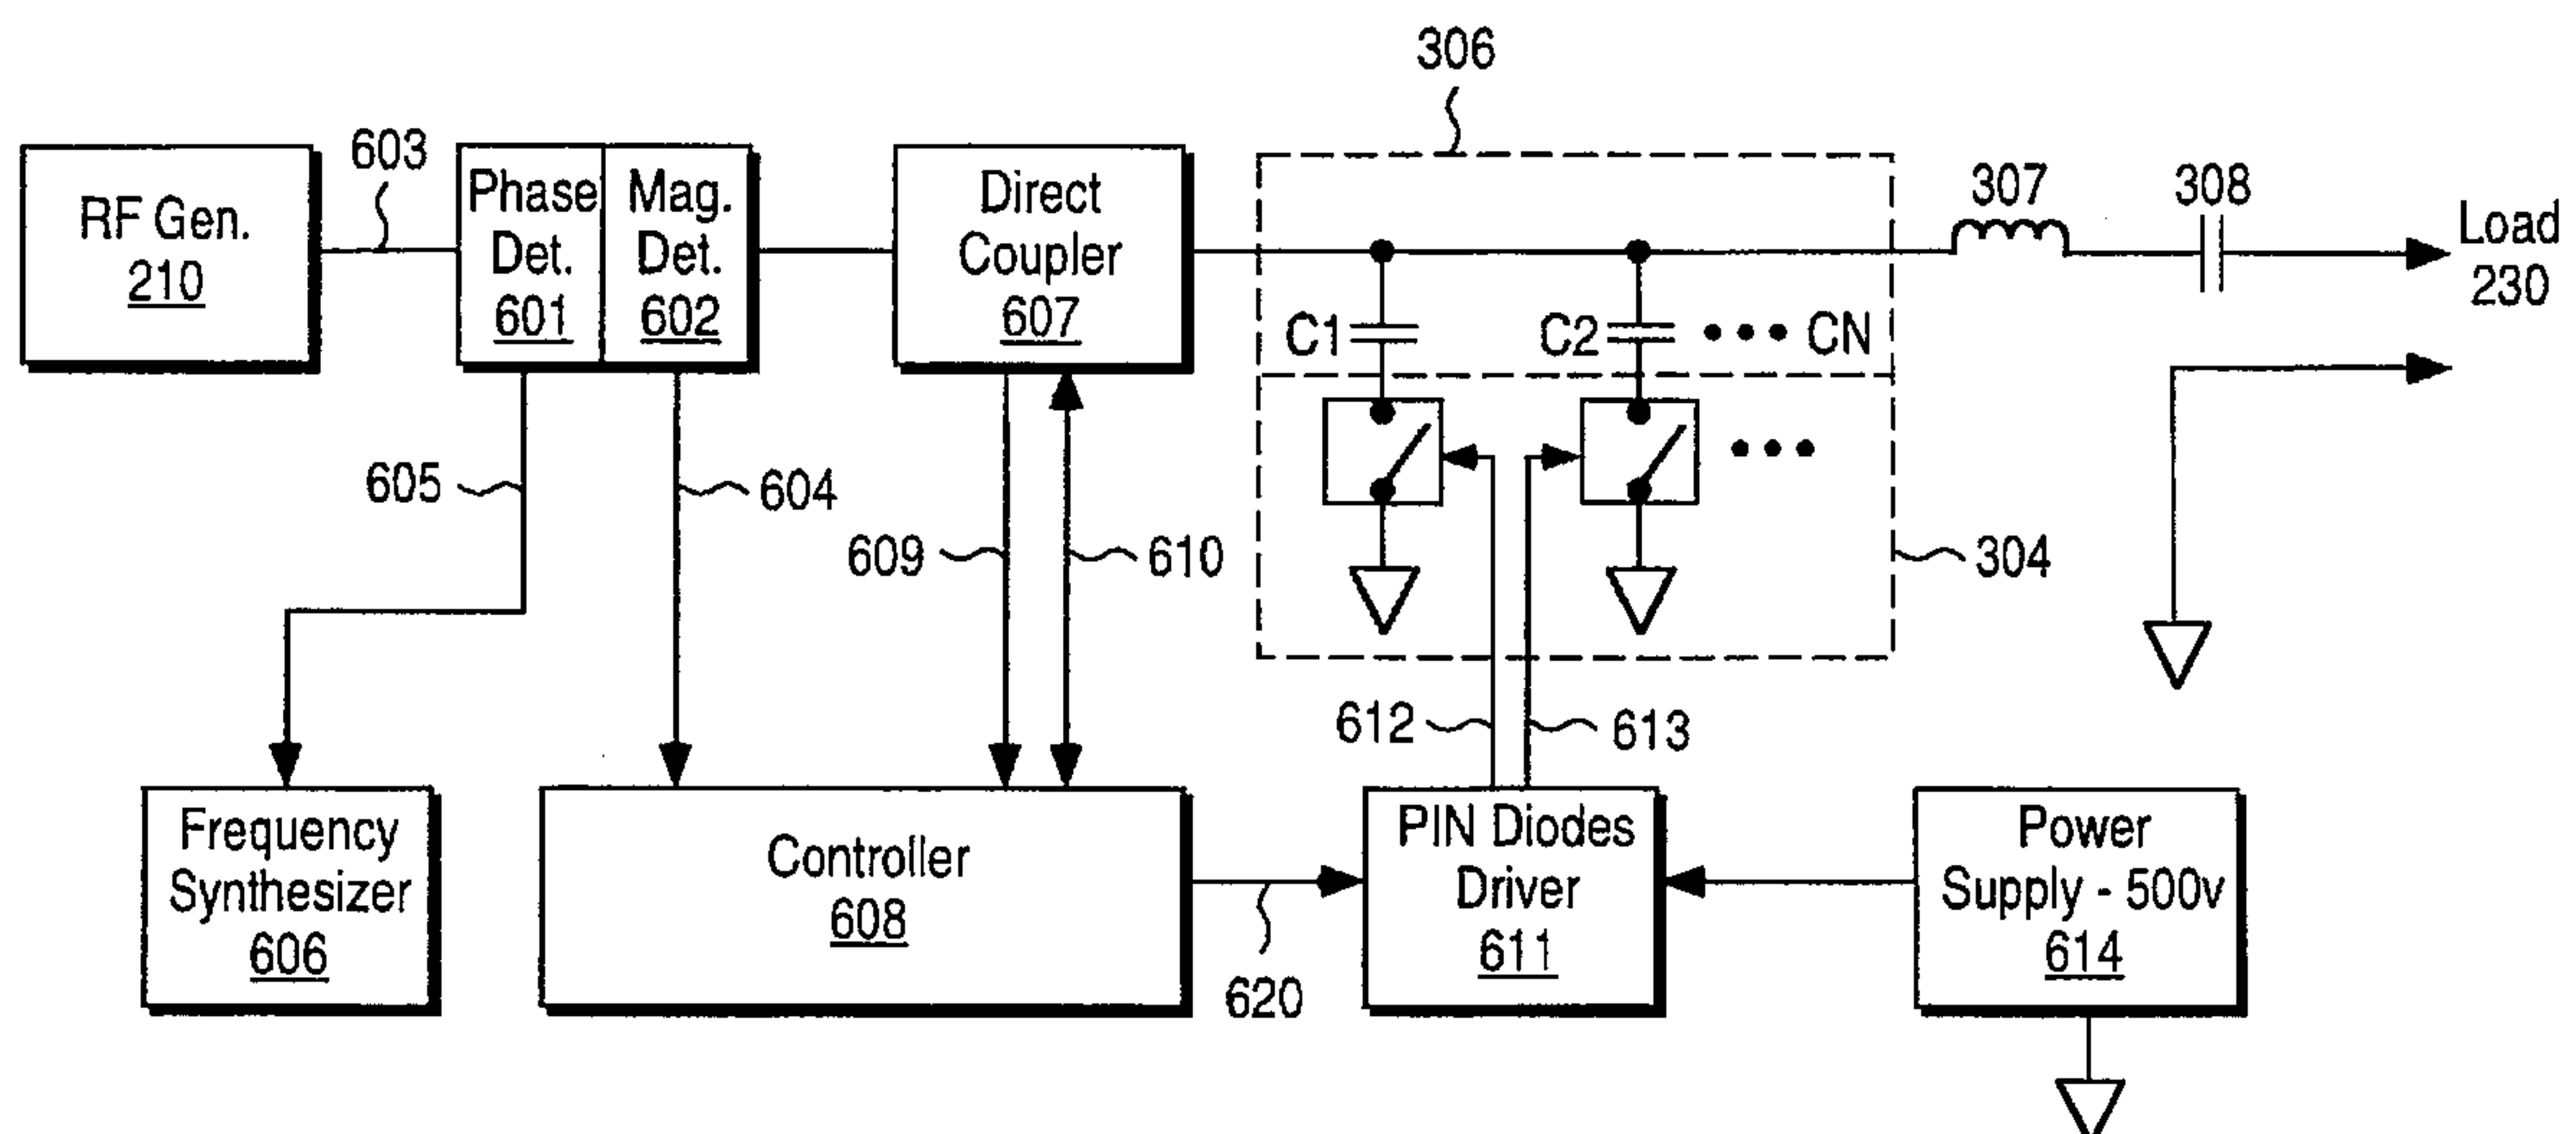 306
RF Gen.
210
603
Phase
Det.
601
Mag.
Det.
602
Direct
Coupler
607
307
308
Load
230
C1
C2
••• CN
•••
605
604
609
610
304
612
613
Frequency
Synthesizer
606
Controller
608
620
PIN Diodes
Driver
611
Power
Supply - 500v
614